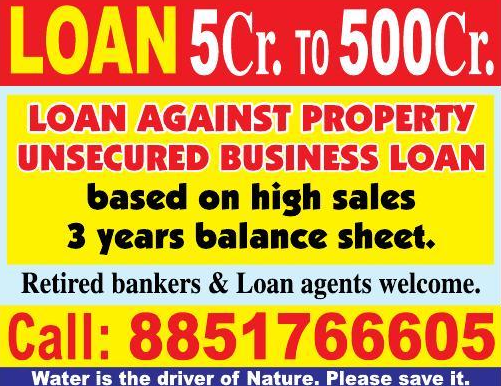 LOAN 5Cr. TO 500Cr.
LOAN AGAINST PROPERTY
UNSECURED BUSINESS LOAN
based on high sales
3 years balance sheet.
Retired bankers & Loan agents welcome.
Call: 8851766605
Water is the driver of Nature. Please save it.